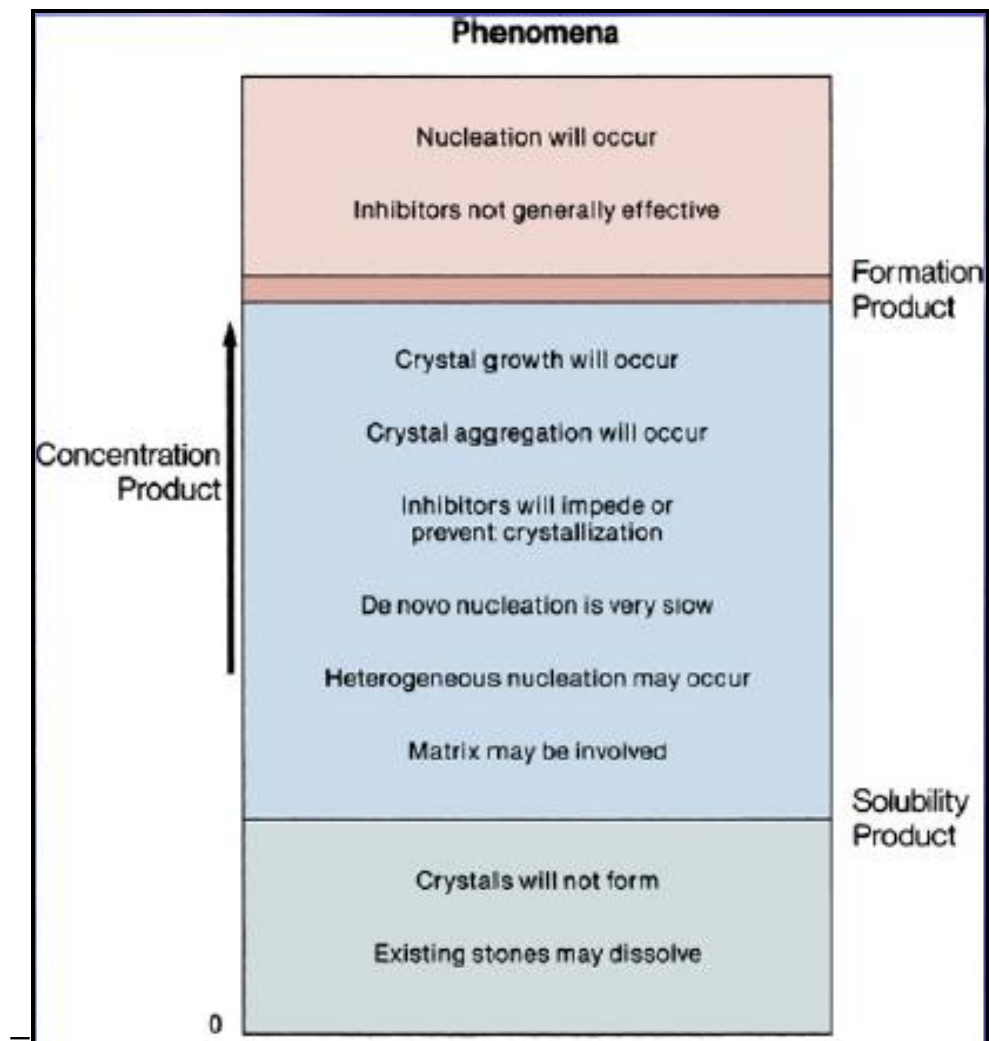 Phenomena
Nucleation will occur
Inhibitors not generally effective
Formation
Product
Crystal growth will occur
Crystal aggregation will occur
Concentration
Product
Inhibitors will impede or
prevent crystallization
De novo nucleation is very slow
Heterogeneous nucleation may occur
Matrix may be involved
Solubility
Product
Crystals will not form
Existing stones may dissolve
0